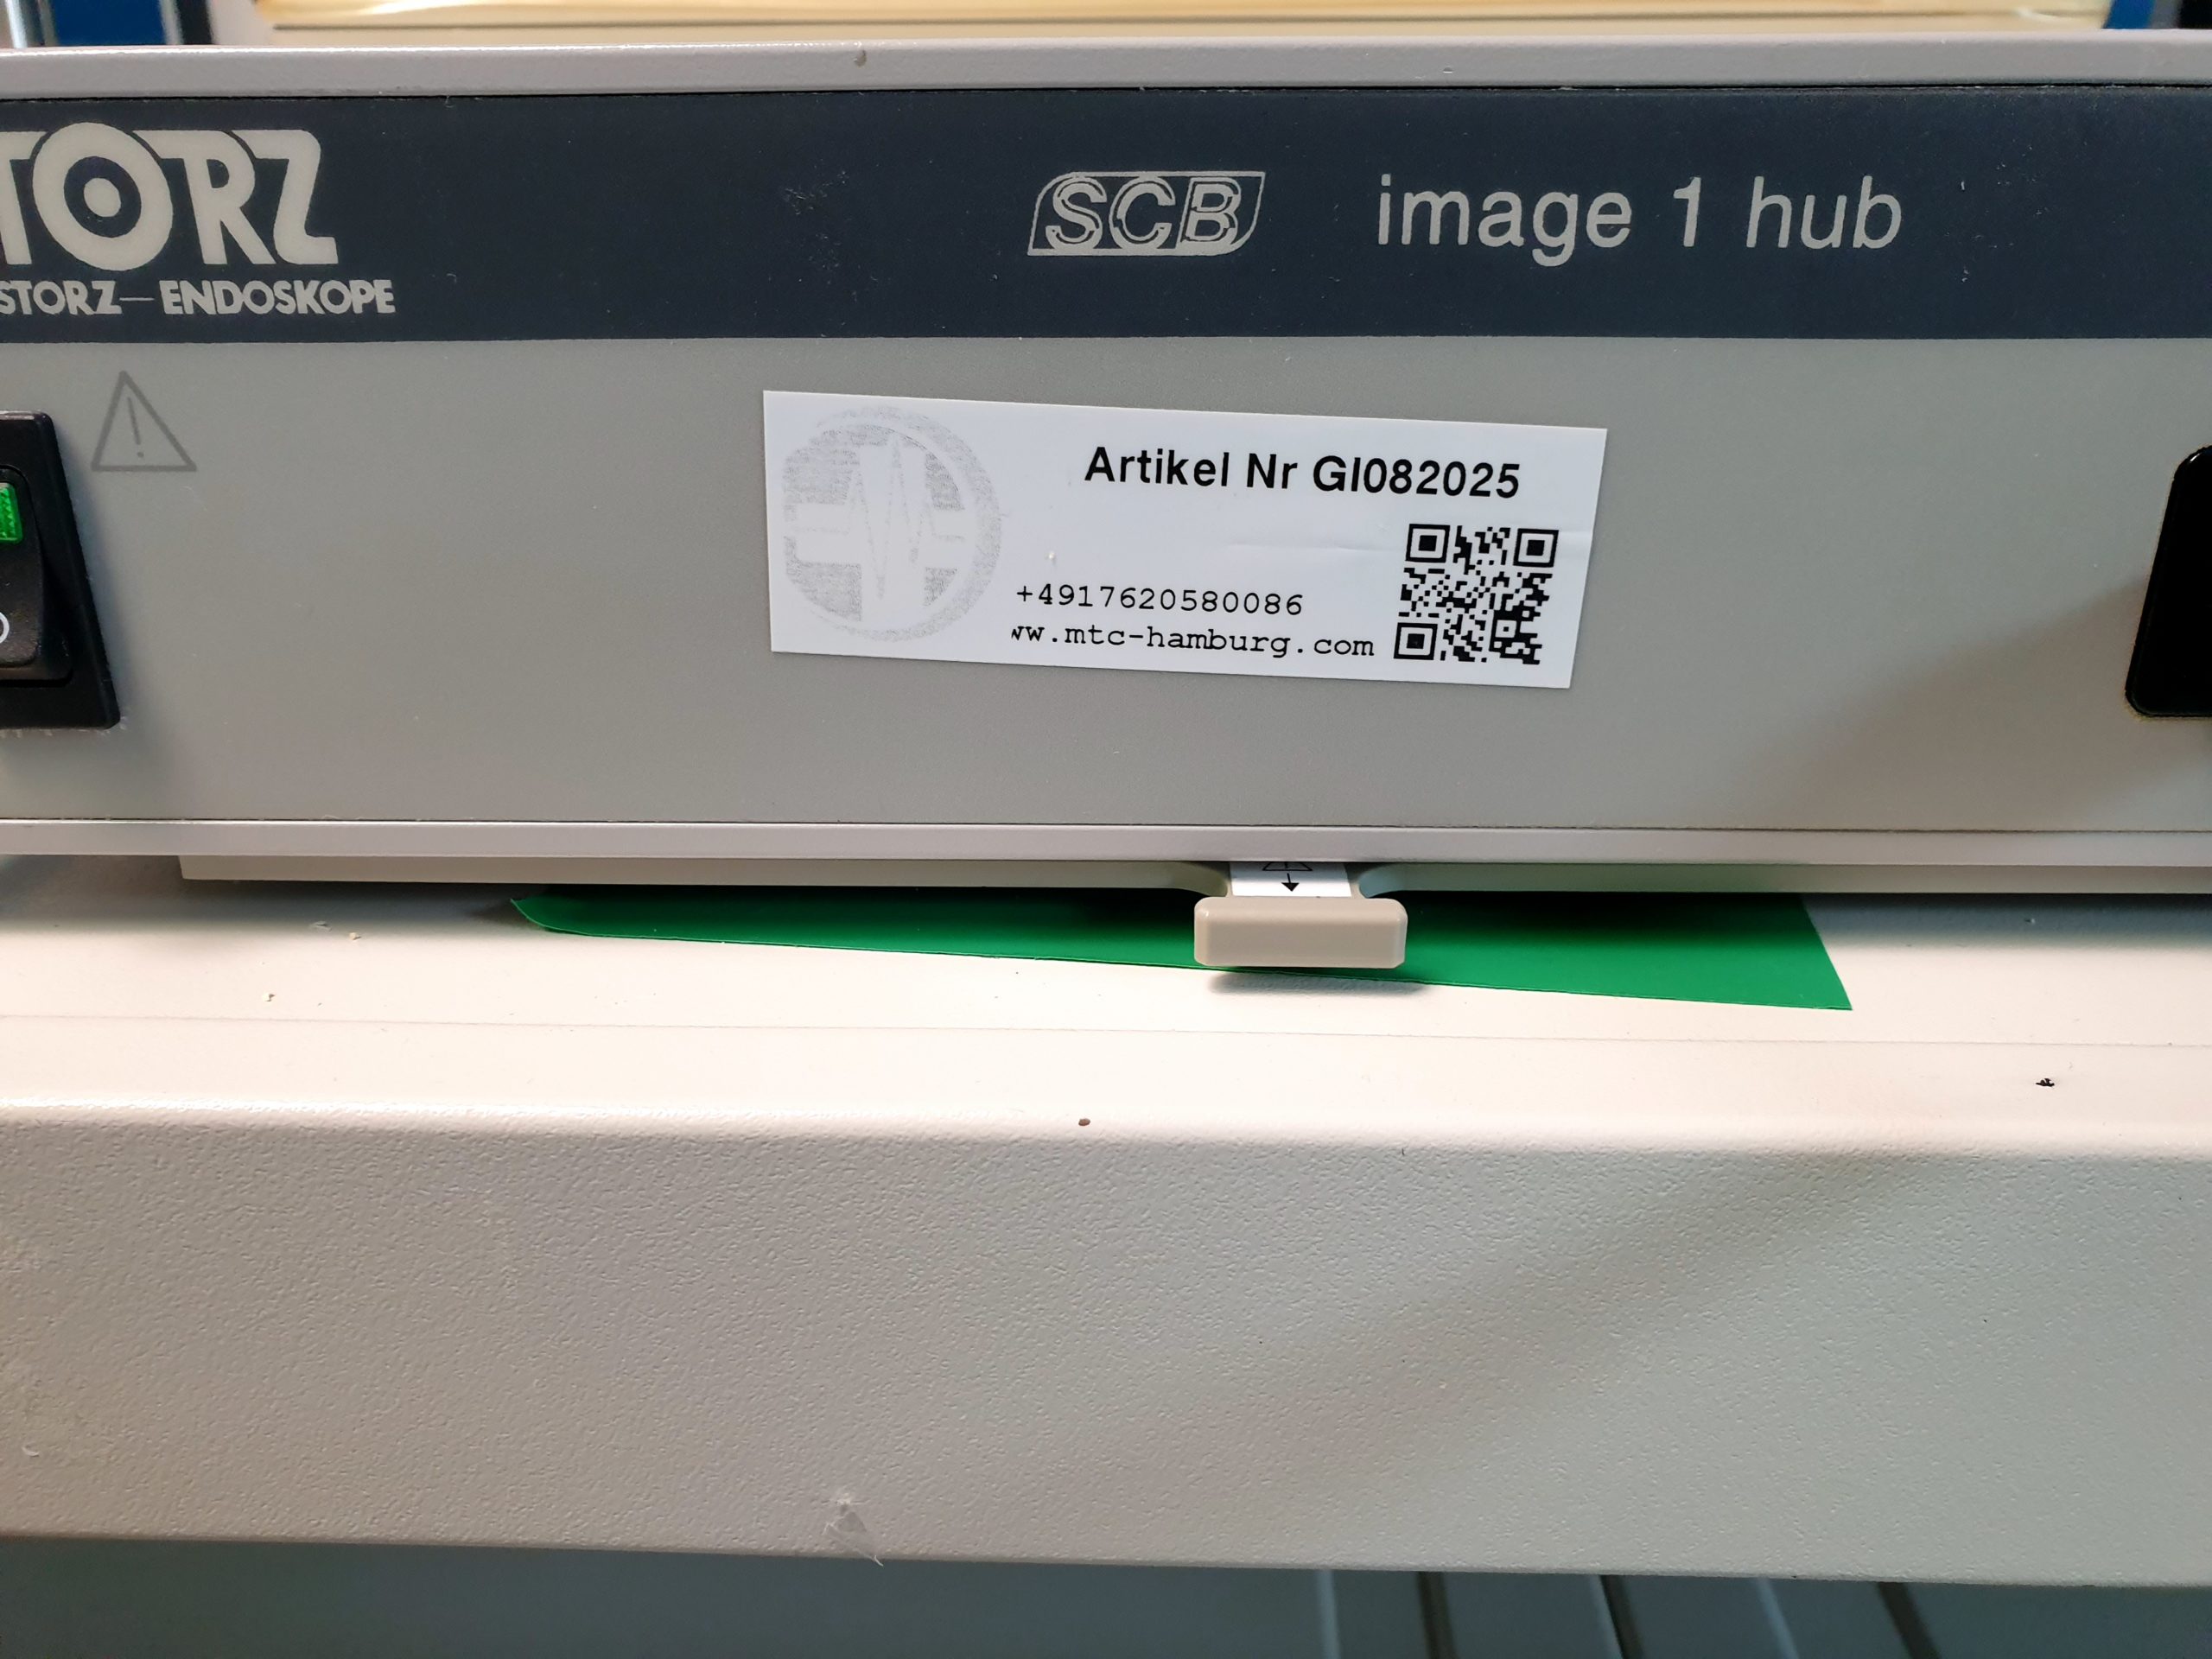 TORZ
STORZ–ENDOSKOPE
SCB image 1 hub
Artikel Nr GI082025
+4917620580086
ww.mtc-hamburg.com